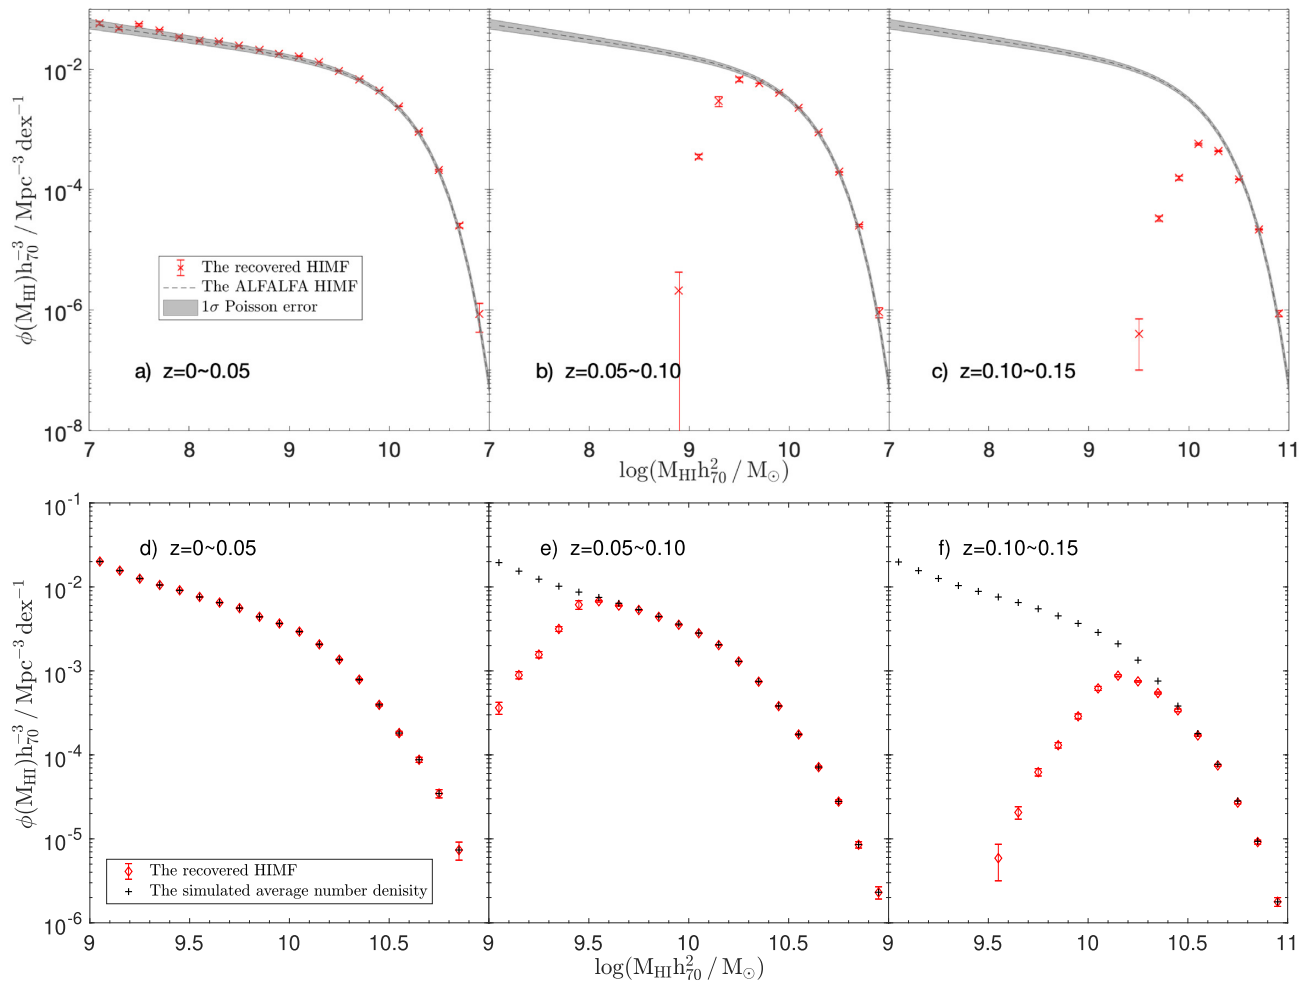 ϕ(M_HI)h_70^−3 / Mpc^−3 dex^−1
10^-2
10^-4
10^-6
10^-8
The recovered HIMF
The ALFALFA HIMF
1σ Poisson error
a) z=0~0.05
b) z=0.05~0.10
c) z=0.10~0.15
7 8 9 10 7 8 9 10 7 8 9 10 11
log(M_HI h_70^2 / M_⊙)
ϕ(M_HI)h_70^−3 / Mpc^−3 dex^−1
10^-1
10^-2
10^-3
10^-4
10^-5
10^-6
d) z=0~0.05
e) z=0.05~0.10
f) z=0.10~0.15
The recovered HIMF
The simulated average number denisity
9 9.5 10 10.5 9 9.5 10 10.5 9 9.5 10 10.5 11
log(M_HI h_70^2 / M_⊙)